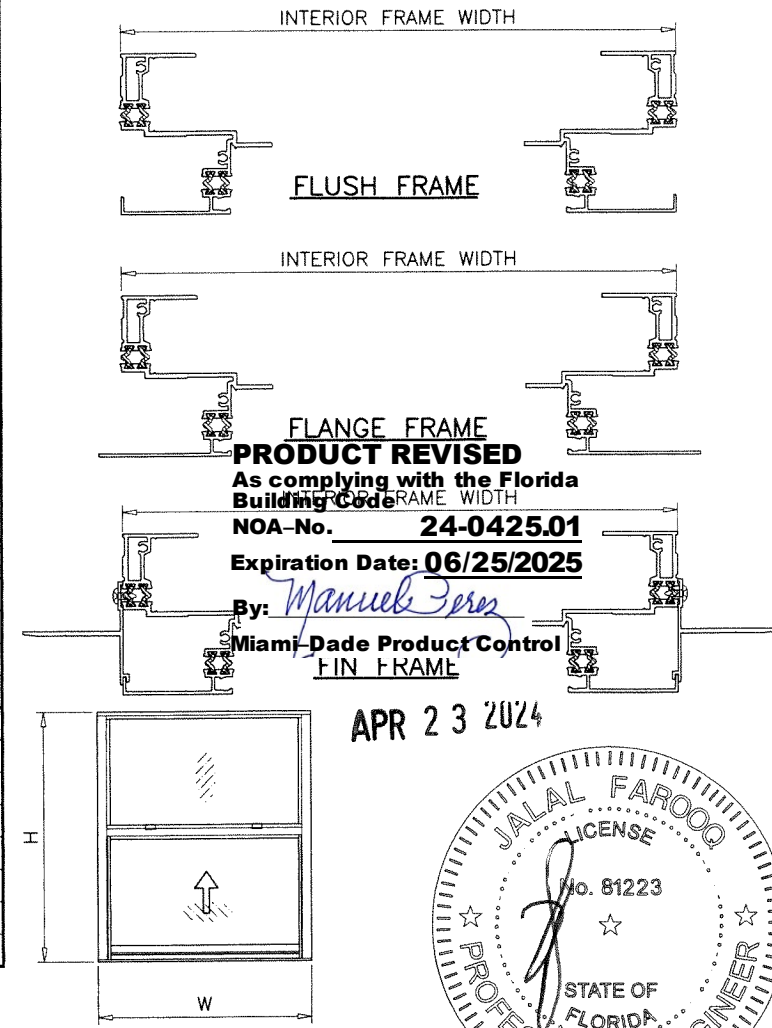 INTERIOR FRAME WIDTH
FLUSH FRAME
INTERIOR FRAME WIDTH
FLANGE FRAME
PRODUCT REVISED
As complying with the Florida
Building Code
INTERIOR FRAME WIDTH
NOA–No. 24-0425.01
Expiration Date: 06/25/2025
By: Manuel Perez
Miami–Dade Product Control
FIN FRAME
APR 23 2024
H
W
JALAL FAROOQ
LICENSE
No. 81223
STATE OF
FLORIDA